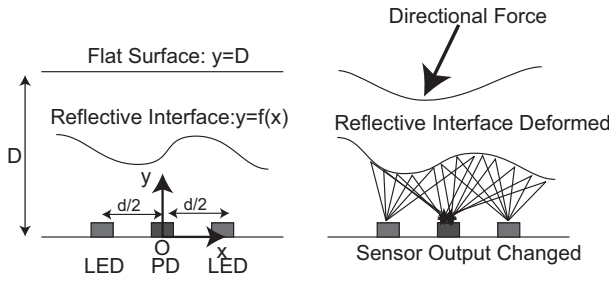 Directional Force
Flat Surface: y=D
Reflective Interface:y=f(x)
Reflective Interface Deformed
D
y
d/2
d/2
O
x
LED
PD
LED
Sensor Output Changed